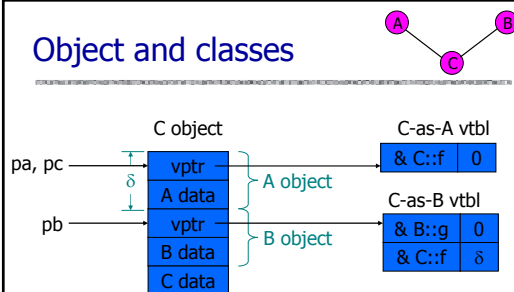 A B
Object and classes
C
C object
C-as-A vtbl
pa, pc
vptr
& C::f 0
δ
A object
A data
C-as-B vtbl
pb
vptr
& B::g 0
B object
B data
& C::f δ
C data